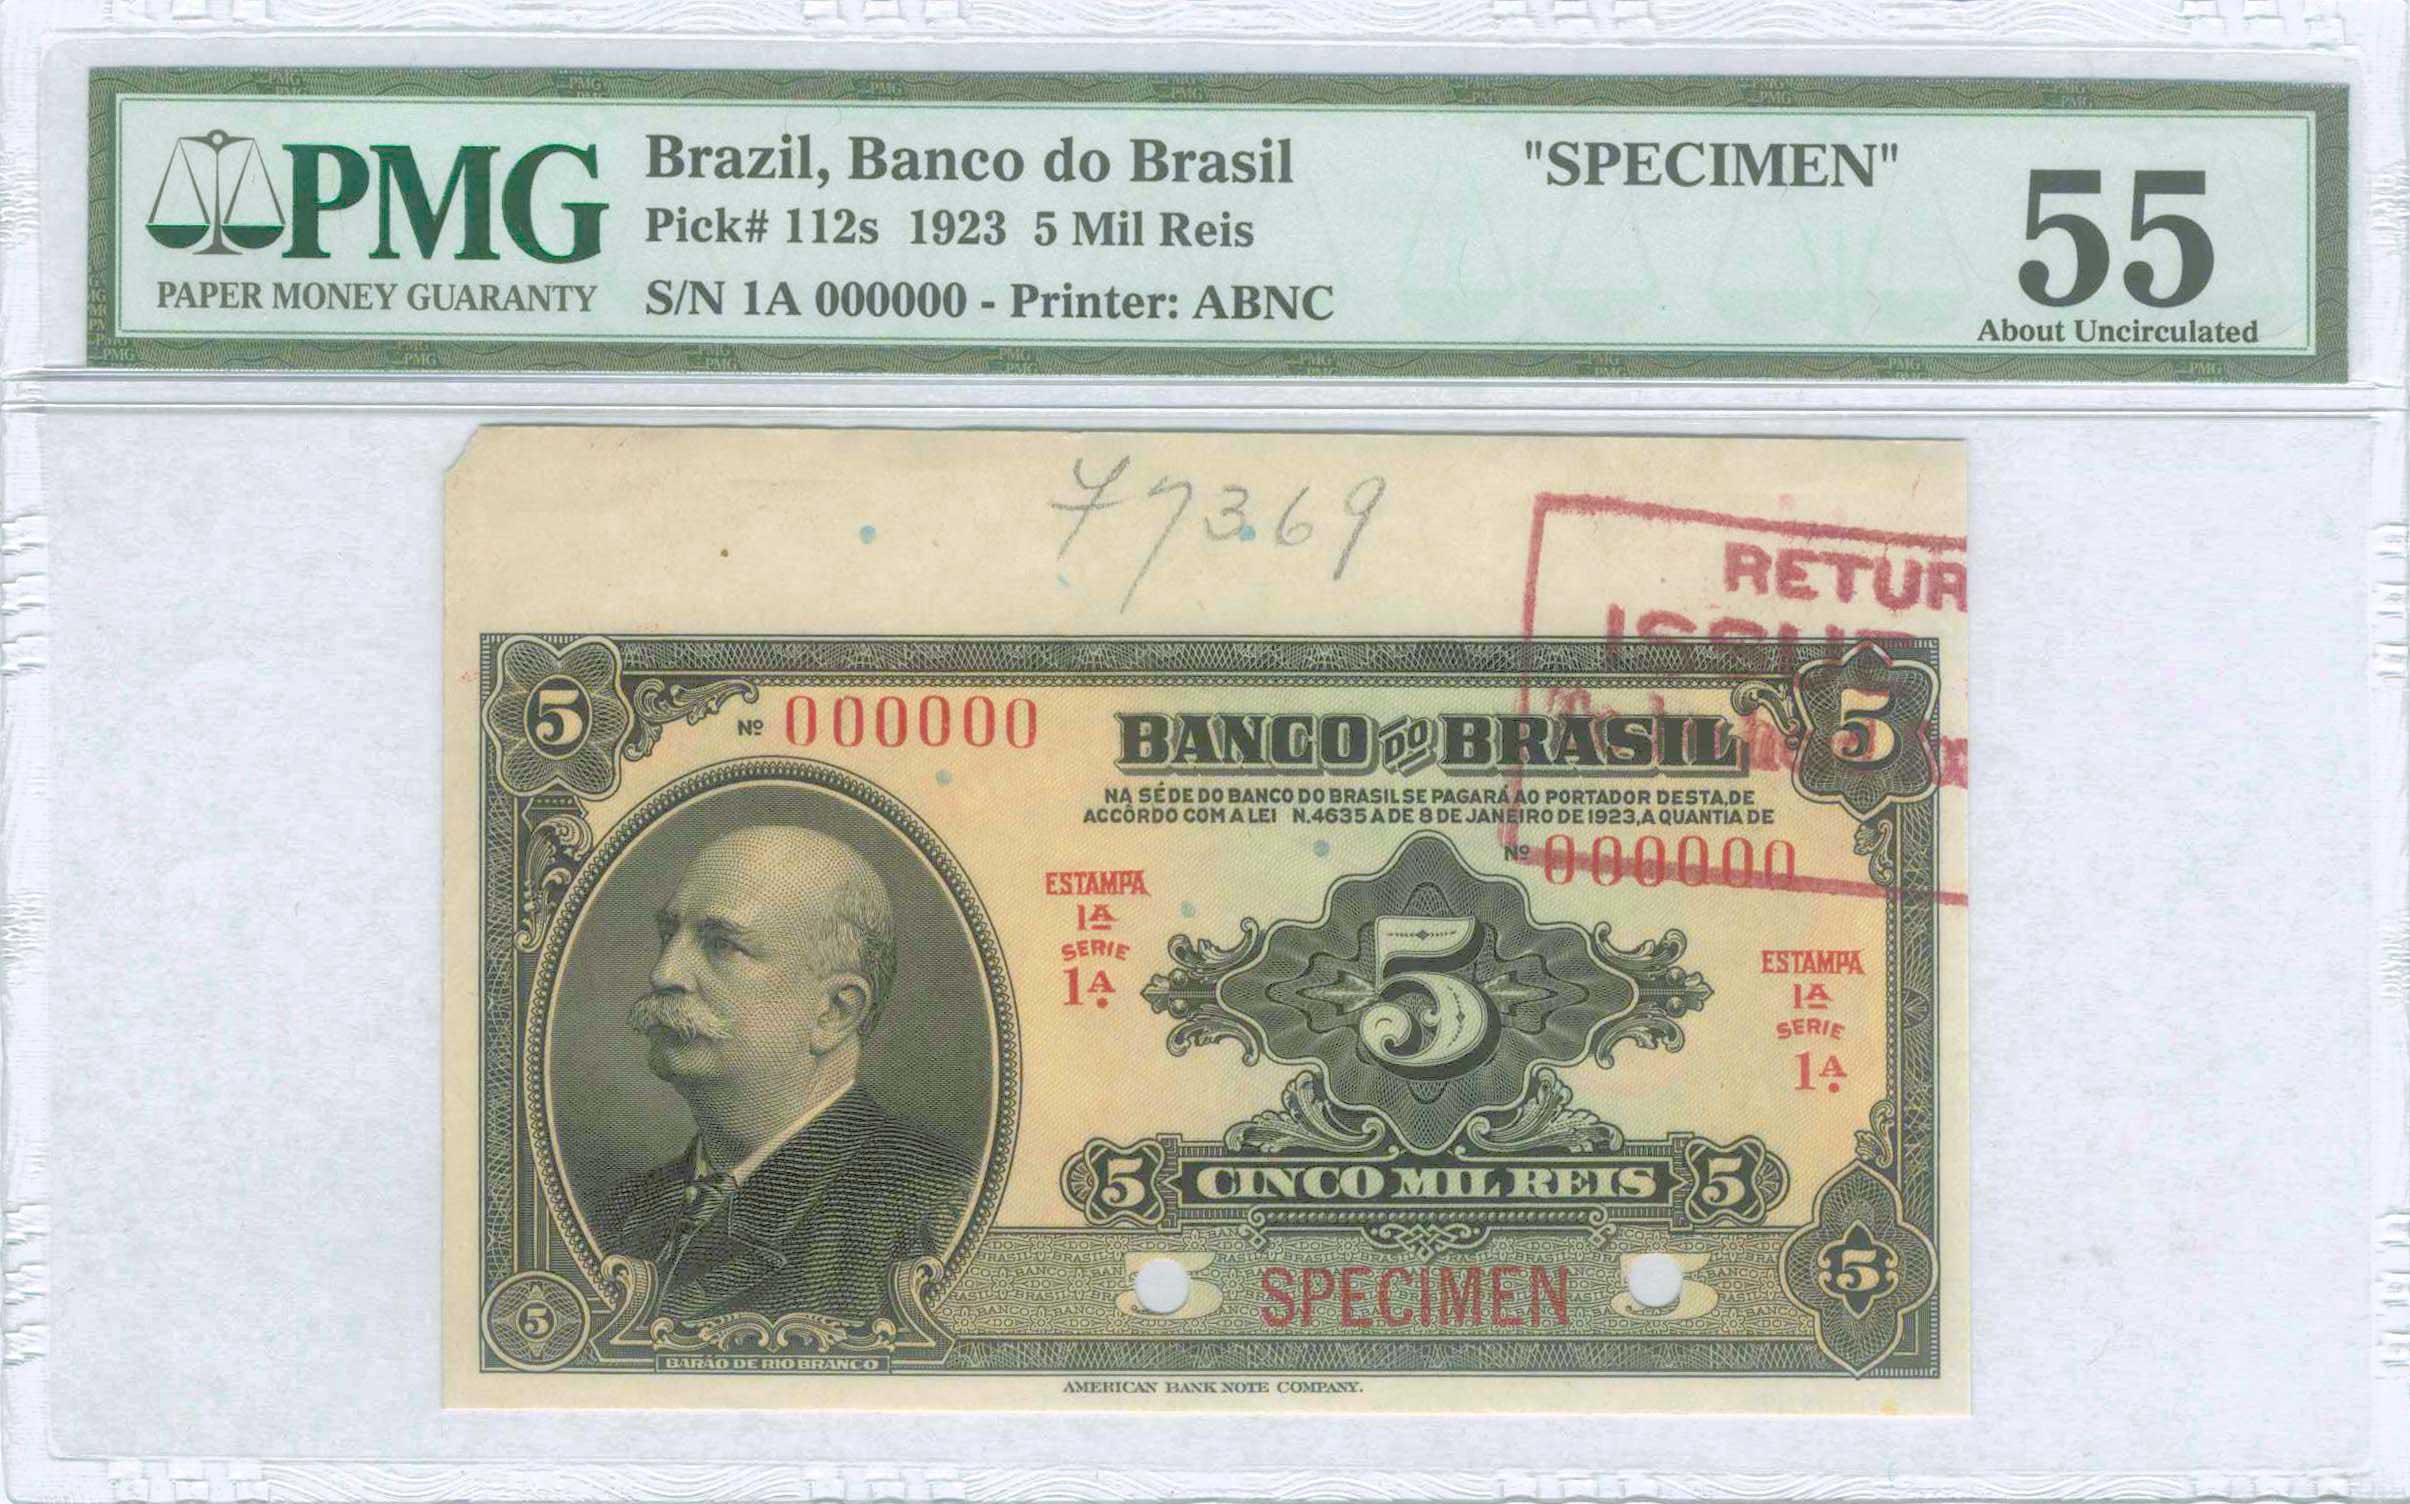 PMG
PAPER MONEY GUARANTY
Brazil, Banco do Brasil
Pick# 112s 1923 5 Mil Reis
S/N 1A 000000 - Printer: ABNC
"SPECIMEN"
55
About Uncirculated
77369
RETUR
ISSUE
5
Nº 000000
BANCO DO BRASIL
5
NA SÉDE DO BANCO DO BRASIL SE PAGARÁ AO PORTADOR DESTA, DE
ACCÔRDO COM A LEI N. 4635 A DE 8 DE JANEIRO DE 1923, A QUANTIA DE
Nº 000000
ESTAMPA
1A
SERIE
1A.
5
ESTAMPA
1A
SERIE
1A.
5 CINCO MIL REIS 5
SPECIMEN
5
5
BARÃO DE RIO BRANCO
AMERICAN BANK NOTE COMPANY.